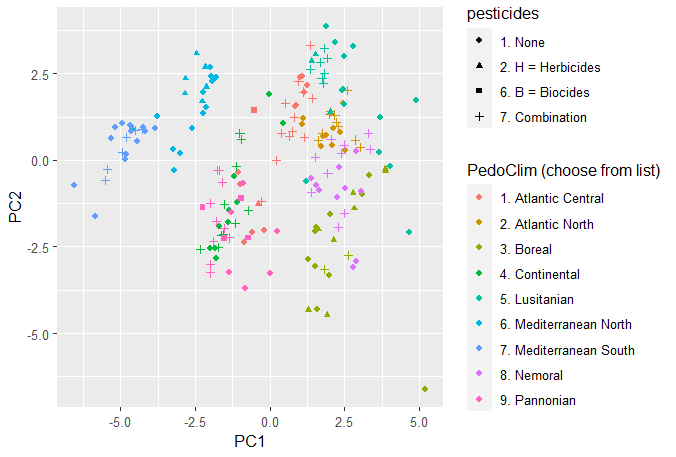 pesticides
1. None
2. H = Herbicides
6. B = Biocides
7. Combination
PedoClim (choose from list)
1. Atlantic Central
2. Atlantic North
3. Boreal
4. Continental
5. Lusitanian
6. Mediterranean North
7. Mediterranean South
8. Nemoral
9. Pannonian
PC2
2.5
0.0
-2.5
-5.0
-5.0 -2.5 0.0 2.5 5.0
PC1